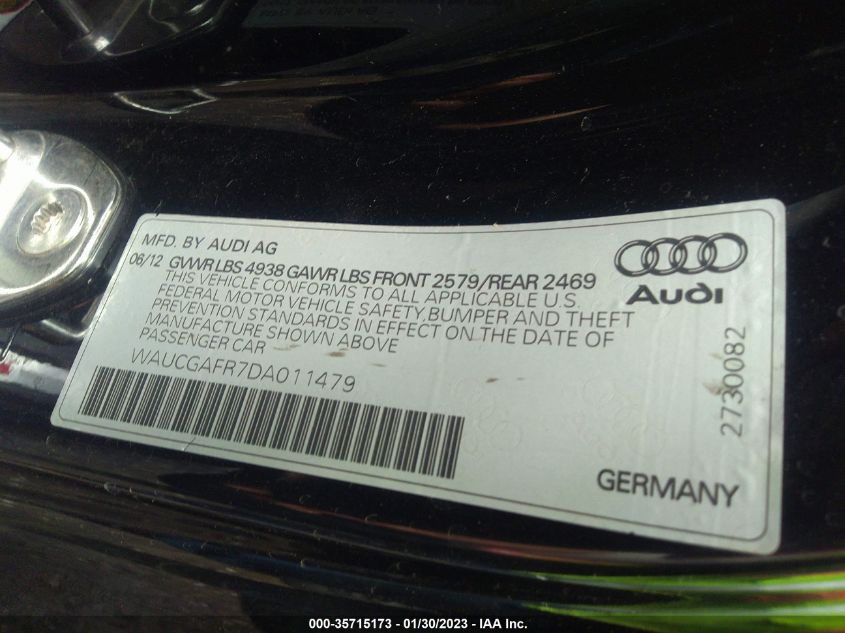 MFD. BY AUDI AG
06/12 GVWR LBS 4938 GAWR LBS FRONT 2579/REAR 2469
THIS VEHICLE CONFORMS TO ALL APPLICABLE U.S.
FEDERAL MOTOR VEHICLE SAFETY, BUMPER AND THEFT
PREVENTION STANDARDS IN EFFECT ON THE DATE OF
MANUFACTURE SHOWN ABOVE
PASSENGER CAR
WAUCGAFR7DA011479
Audi
2730082
GERMANY
000-35715173 - 01/30/2023 - IAA Inc.